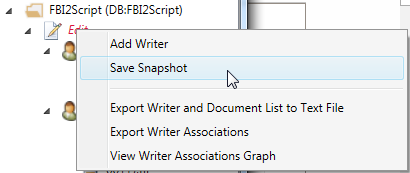 FBI2Script (DB:FBI2Script)
Edit
Add Writer
Save Snapshot
Export Writer and Document List to Text File
Export Writer Associations
View Writer Associations Graph